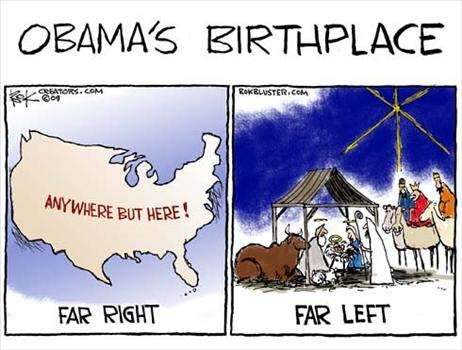 OBAMA'S BIRTHPLACE
CREATORS.COM
©09
ANYWHERE BUT HERE!
FAR RIGHT
ROKBLUSTER.COM
FAR LEFT